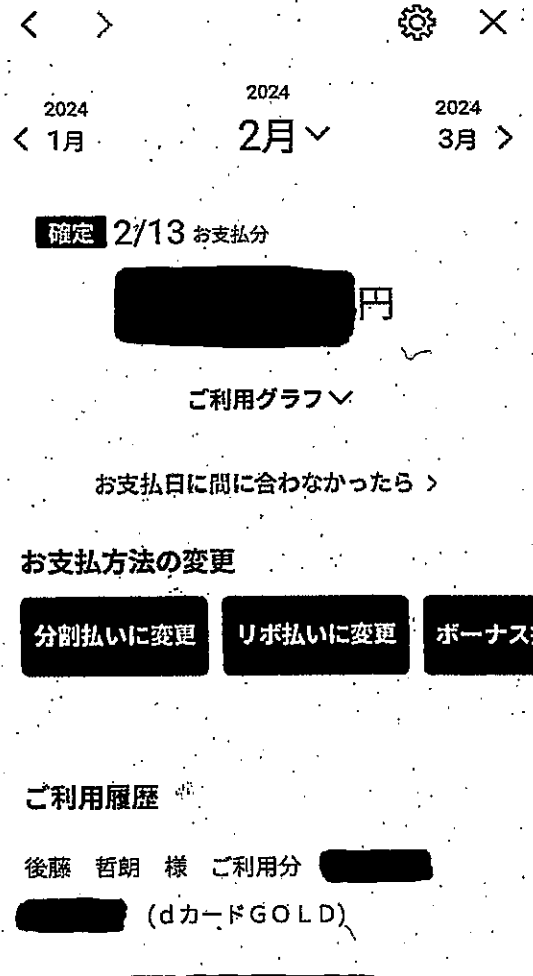 2024
2024
2024
1月
2月
3月
確定 2/13 お支払分
円
ご利用グラフ
お支払日に間に合わなかったら
お支払方法の変更
分割払いに変更
リボ払いに変更
ボーナス
ご利用履歴
後藤 哲朗 様 ご利用分
(dカードGOLD)